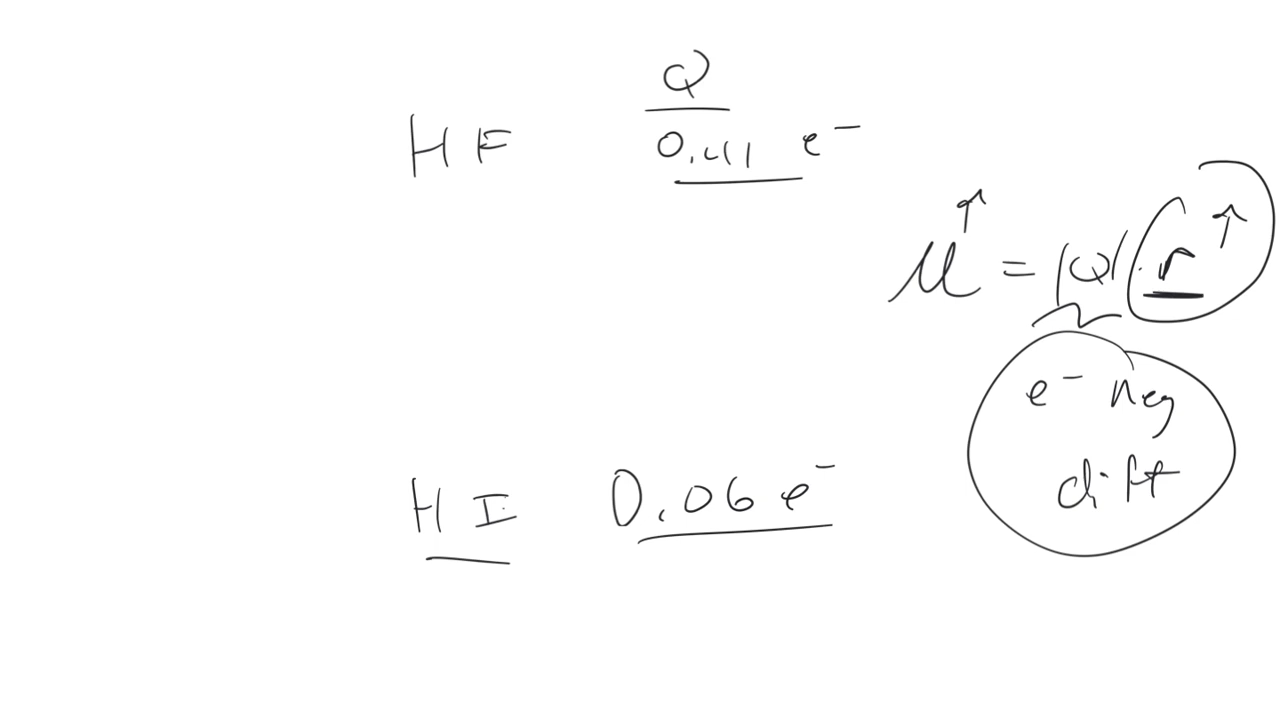 Q
HF 0.41 e⁻
μ↑ = |Q| · r ↑
e⁻ neg
diff
HI 0.06 e⁻